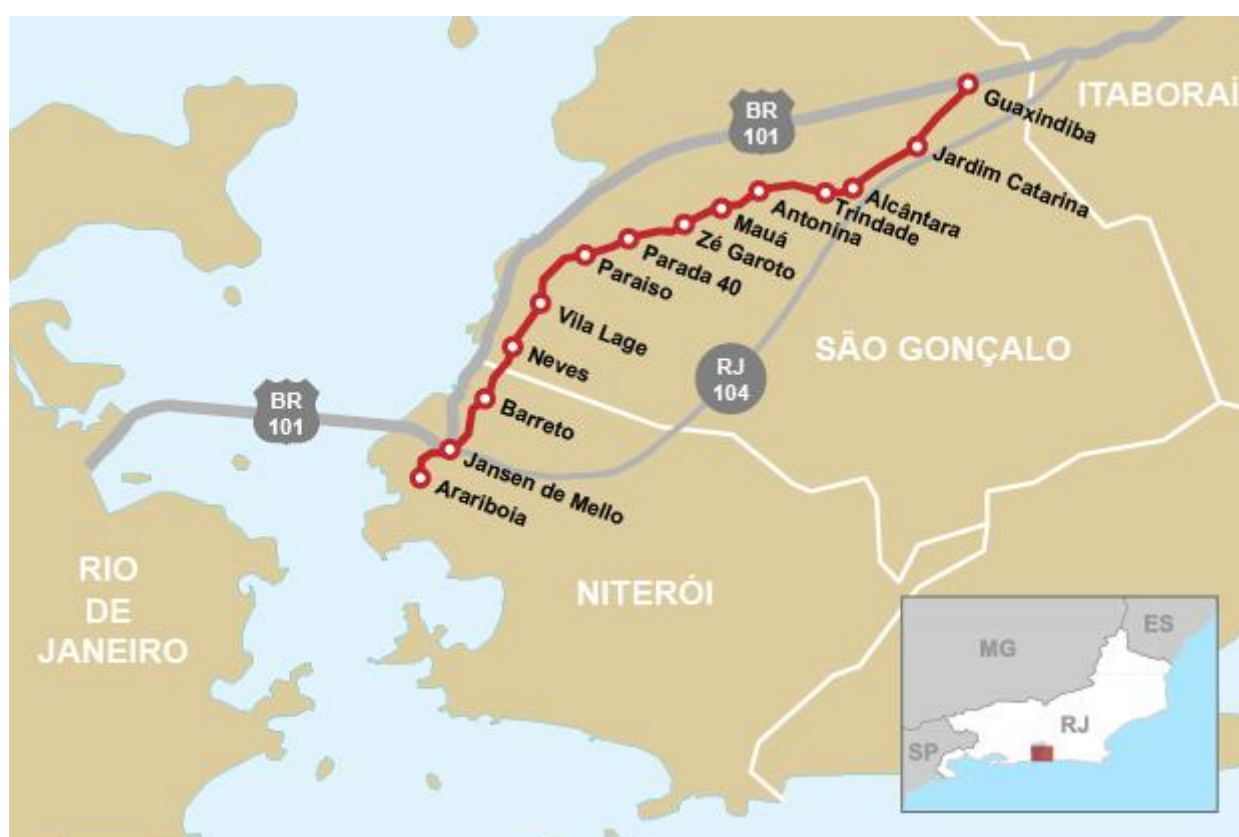 ITABORAÍ
BR
101
Guaxindiba
Jardim Catarina
Alcântara
Trindade
Antonina
Mauá
Zé Garoto
Parada 40
Paraiso
Vila Lage
Neves
Barreto
Jansen de Mello
Arariboia
SÃO GONÇALO
RJ
104
BR
101
RIO
DE
JANEIRO
NITERÓI
MG
ES
RJ
SP